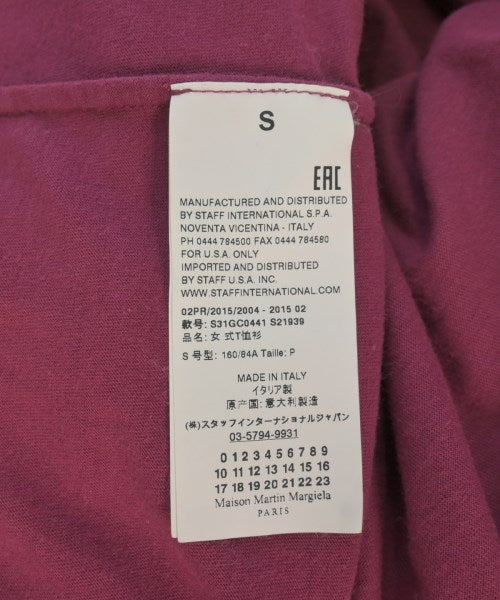 S
EAC
MANUFACTURED AND DISTRIBUTED
BY STAFF INTERNATIONAL S.P.A.
NOVENTA VICENTINA - ITALY
PH 0444 784500 FAX 0444 784580
FOR U.S.A. ONLY
IMPORTED AND DISTRIBUTED
BY STAFF U.S.A. INC.
WWW.STAFFINTERNATIONAL.COM
02PR/2015/2004 - 2015 02
款号: S31GC0441 S21939
品名: 女 式T恤衫
S 号型: 160/84A Taille: P
MADE IN ITALY
イタリア製
原产国: 意大利製造
(株)スタッフインターナショナルジャパン
03-5794-9931
0 1 2 3 4 5 6 7 8 9
10 11 12 13 14 15 16
17 18 19 20 21 22 23
Maison Martin Margiela
PARIS